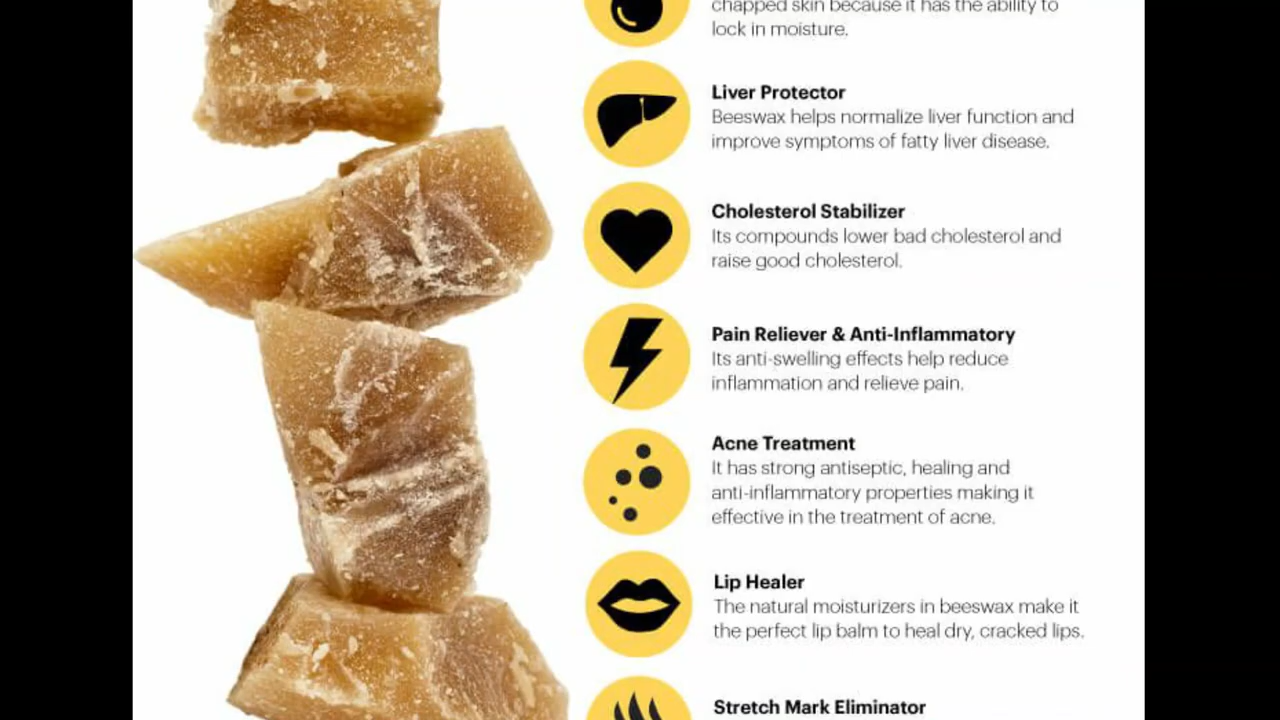 chapped skin because it has the ability to
lock in moisture.
Liver Protector
Beeswax helps normalize liver function and
improve symptoms of fatty liver disease.
Cholesterol Stabilizer
Its compounds lower bad cholesterol and
raise good cholesterol.
Pain Reliever & Anti-Inflammatory
Its anti-swelling effects help reduce
inflammation and relieve pain.
Acne Treatment
It has strong antiseptic, healing and
anti-inflammatory properties making it
effective in the treatment of acne.
Lip Healer
The natural moisturizers in beeswax make it
the perfect lip balm to heal dry, cracked lips.
Stretch Mark Eliminator